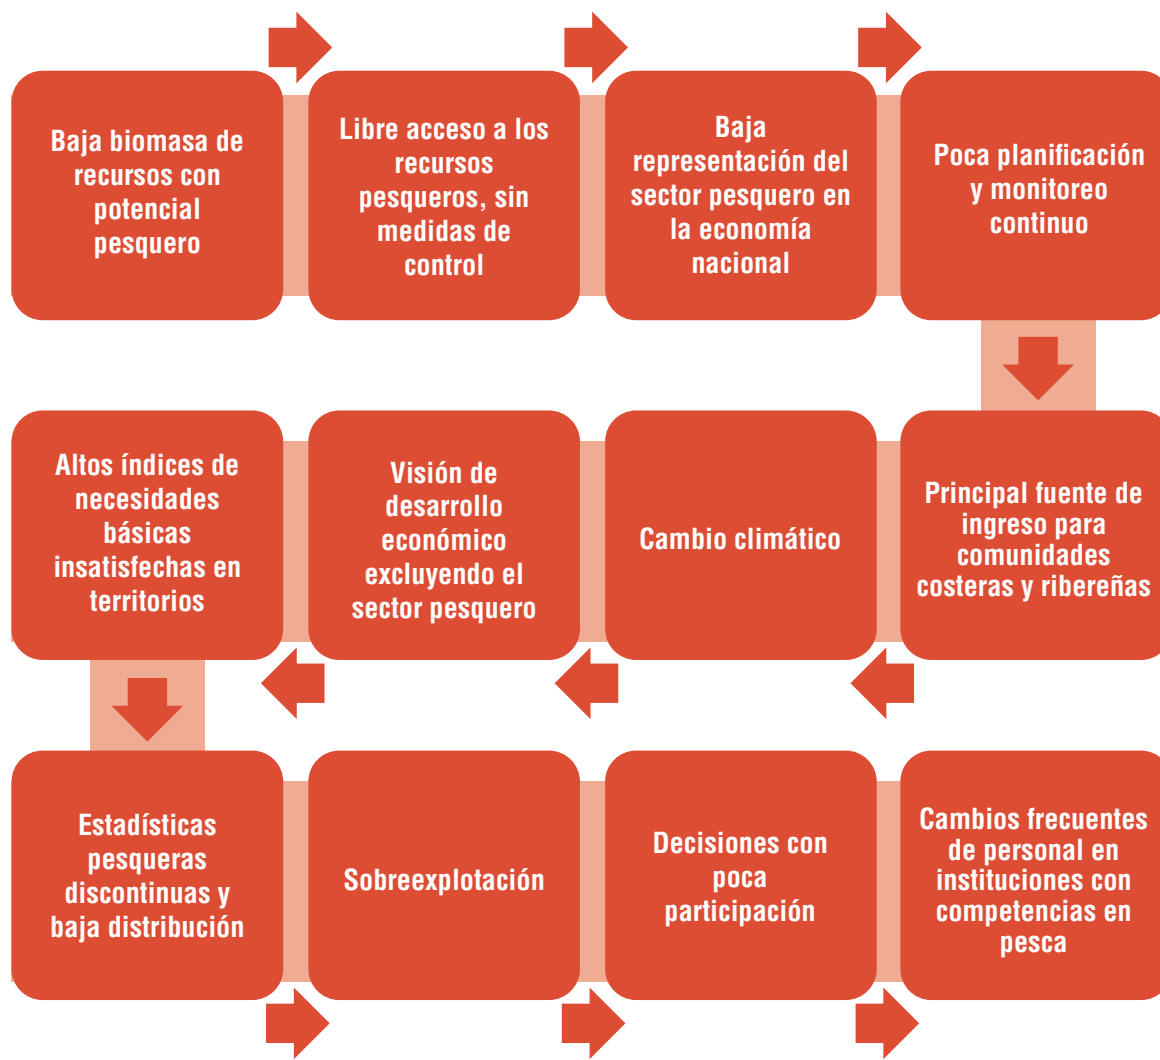 Baja biomasa de
recursos con
potencial
pesquero
Libre acceso a los
recursos
pesqueros, sin
medidas de
control
Baja
representación del
sector pesquero en
la economía
nacional
Poca planificación
y monitoreo
continuo
Principal fuente de
ingreso para
comunidades
costeras y ribereñas
Cambio climático
Visión de
desarrollo
económico
excluyendo el
sector pesquero
Altos índices de
necesidades
básicas
insatisfechas en
territorios
Estadísticas
pesqueras
discontinuas y
baja distribución
Sobreexplotación
Decisiones con
poca
participación
Cambios frecuentes
de personal en
instituciones con
competencias en
pesca